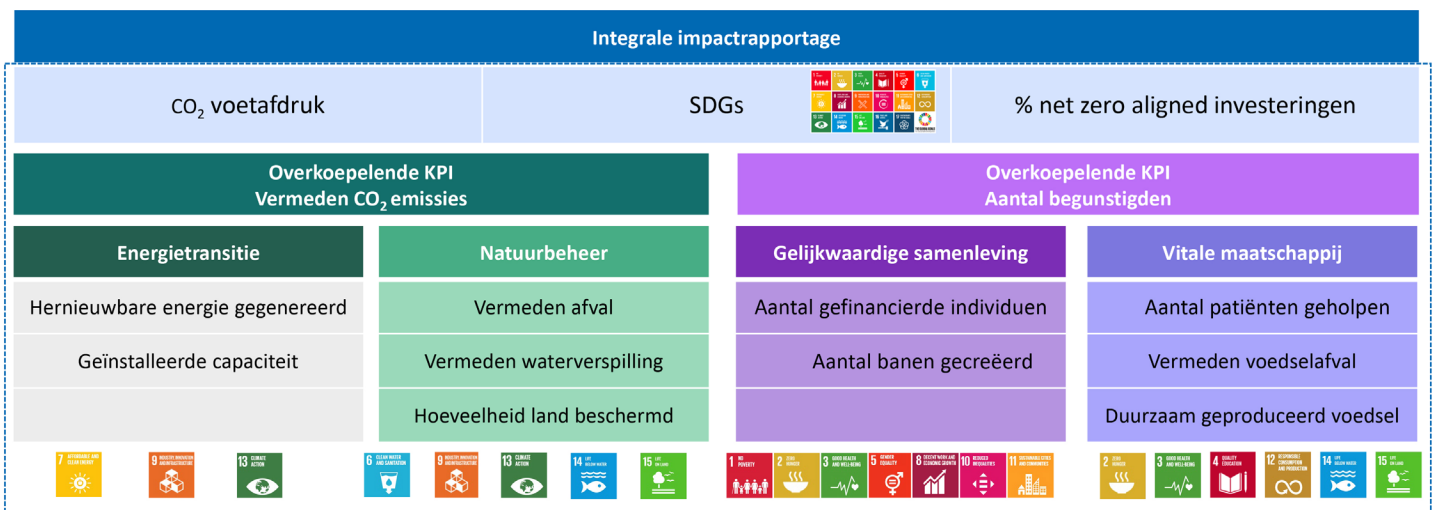 Integrale impactrapportage
CO₂ voetafdruk
SDGs
% net zero aligned investeringen
Overkoepelende KPI
Vermeden CO₂ emissies
Overkoepelende KPI
Aantal begunstigden
Energietransitie
Natuurbeheer
Gelijkwaardige samenleving
Vitale maatschappij
Hernieuwbare energie gegenereerd
Vermeden afval
Aantal gefinancierde individuen
Aantal patiënten geholpen
Geïnstalleerde capaciteit
Vermeden waterverspilling
Aantal banen gecreëerd
Vermeden voedselafval
Hoeveelheid land beschermd
Duurzaam geproduceerd voedsel
7 AFFORDABLE AND
CLEAN ENERGY
9 INDUSTRY, INNOVATION
AND INFRASTRUCTURE
13 CLIMATE
ACTION
6 CLEAN WATER
AND SANITATION
9 INDUSTRY, INNOVATION
AND INFRASTRUCTURE
13 CLIMATE
ACTION
14 LIFE
BELOW WATER
15 LIFE
ON LAND
1 NO
POVERTY
2 ZERO
HUNGER
3 GOOD HEALTH
AND WELL-BEING
5 GENDER
EQUALITY
8 DECENT WORK AND
ECONOMIC GROWTH
10 REDUCED
INEQUALITIES
11 SUSTAINABLE CITIES
AND COMMUNITIES
2 ZERO
HUNGER
3 GOOD HEALTH
AND WELL-BEING
4 QUALITY
EDUCATION
12 RESPONSIBLE
CONSUMPTION
AND PRODUCTION
14 LIFE
BELOW WATER
15 LIFE
ON LAND